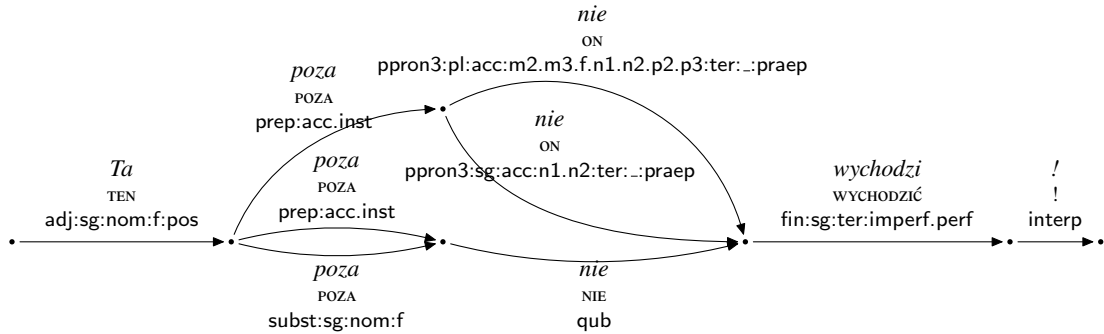 nie
ON
ppron3:pl:acc:m2.m3.f.n1.n2.p2.p3:ter:_:praep
poza
POZA
prep:acc.inst
nie
ON
ppron3:sg:acc:n1.n2:ter:_:praep
Ta
TEN
adj:sg:nom:f:pos
poza
POZA
prep:acc.inst
wychodzi
WYCHODZIĆ
fin:sg:ter:imperf.perf
!
!
interp
poza
POZA
subst:sg:nom:f
nie
NIE
qub